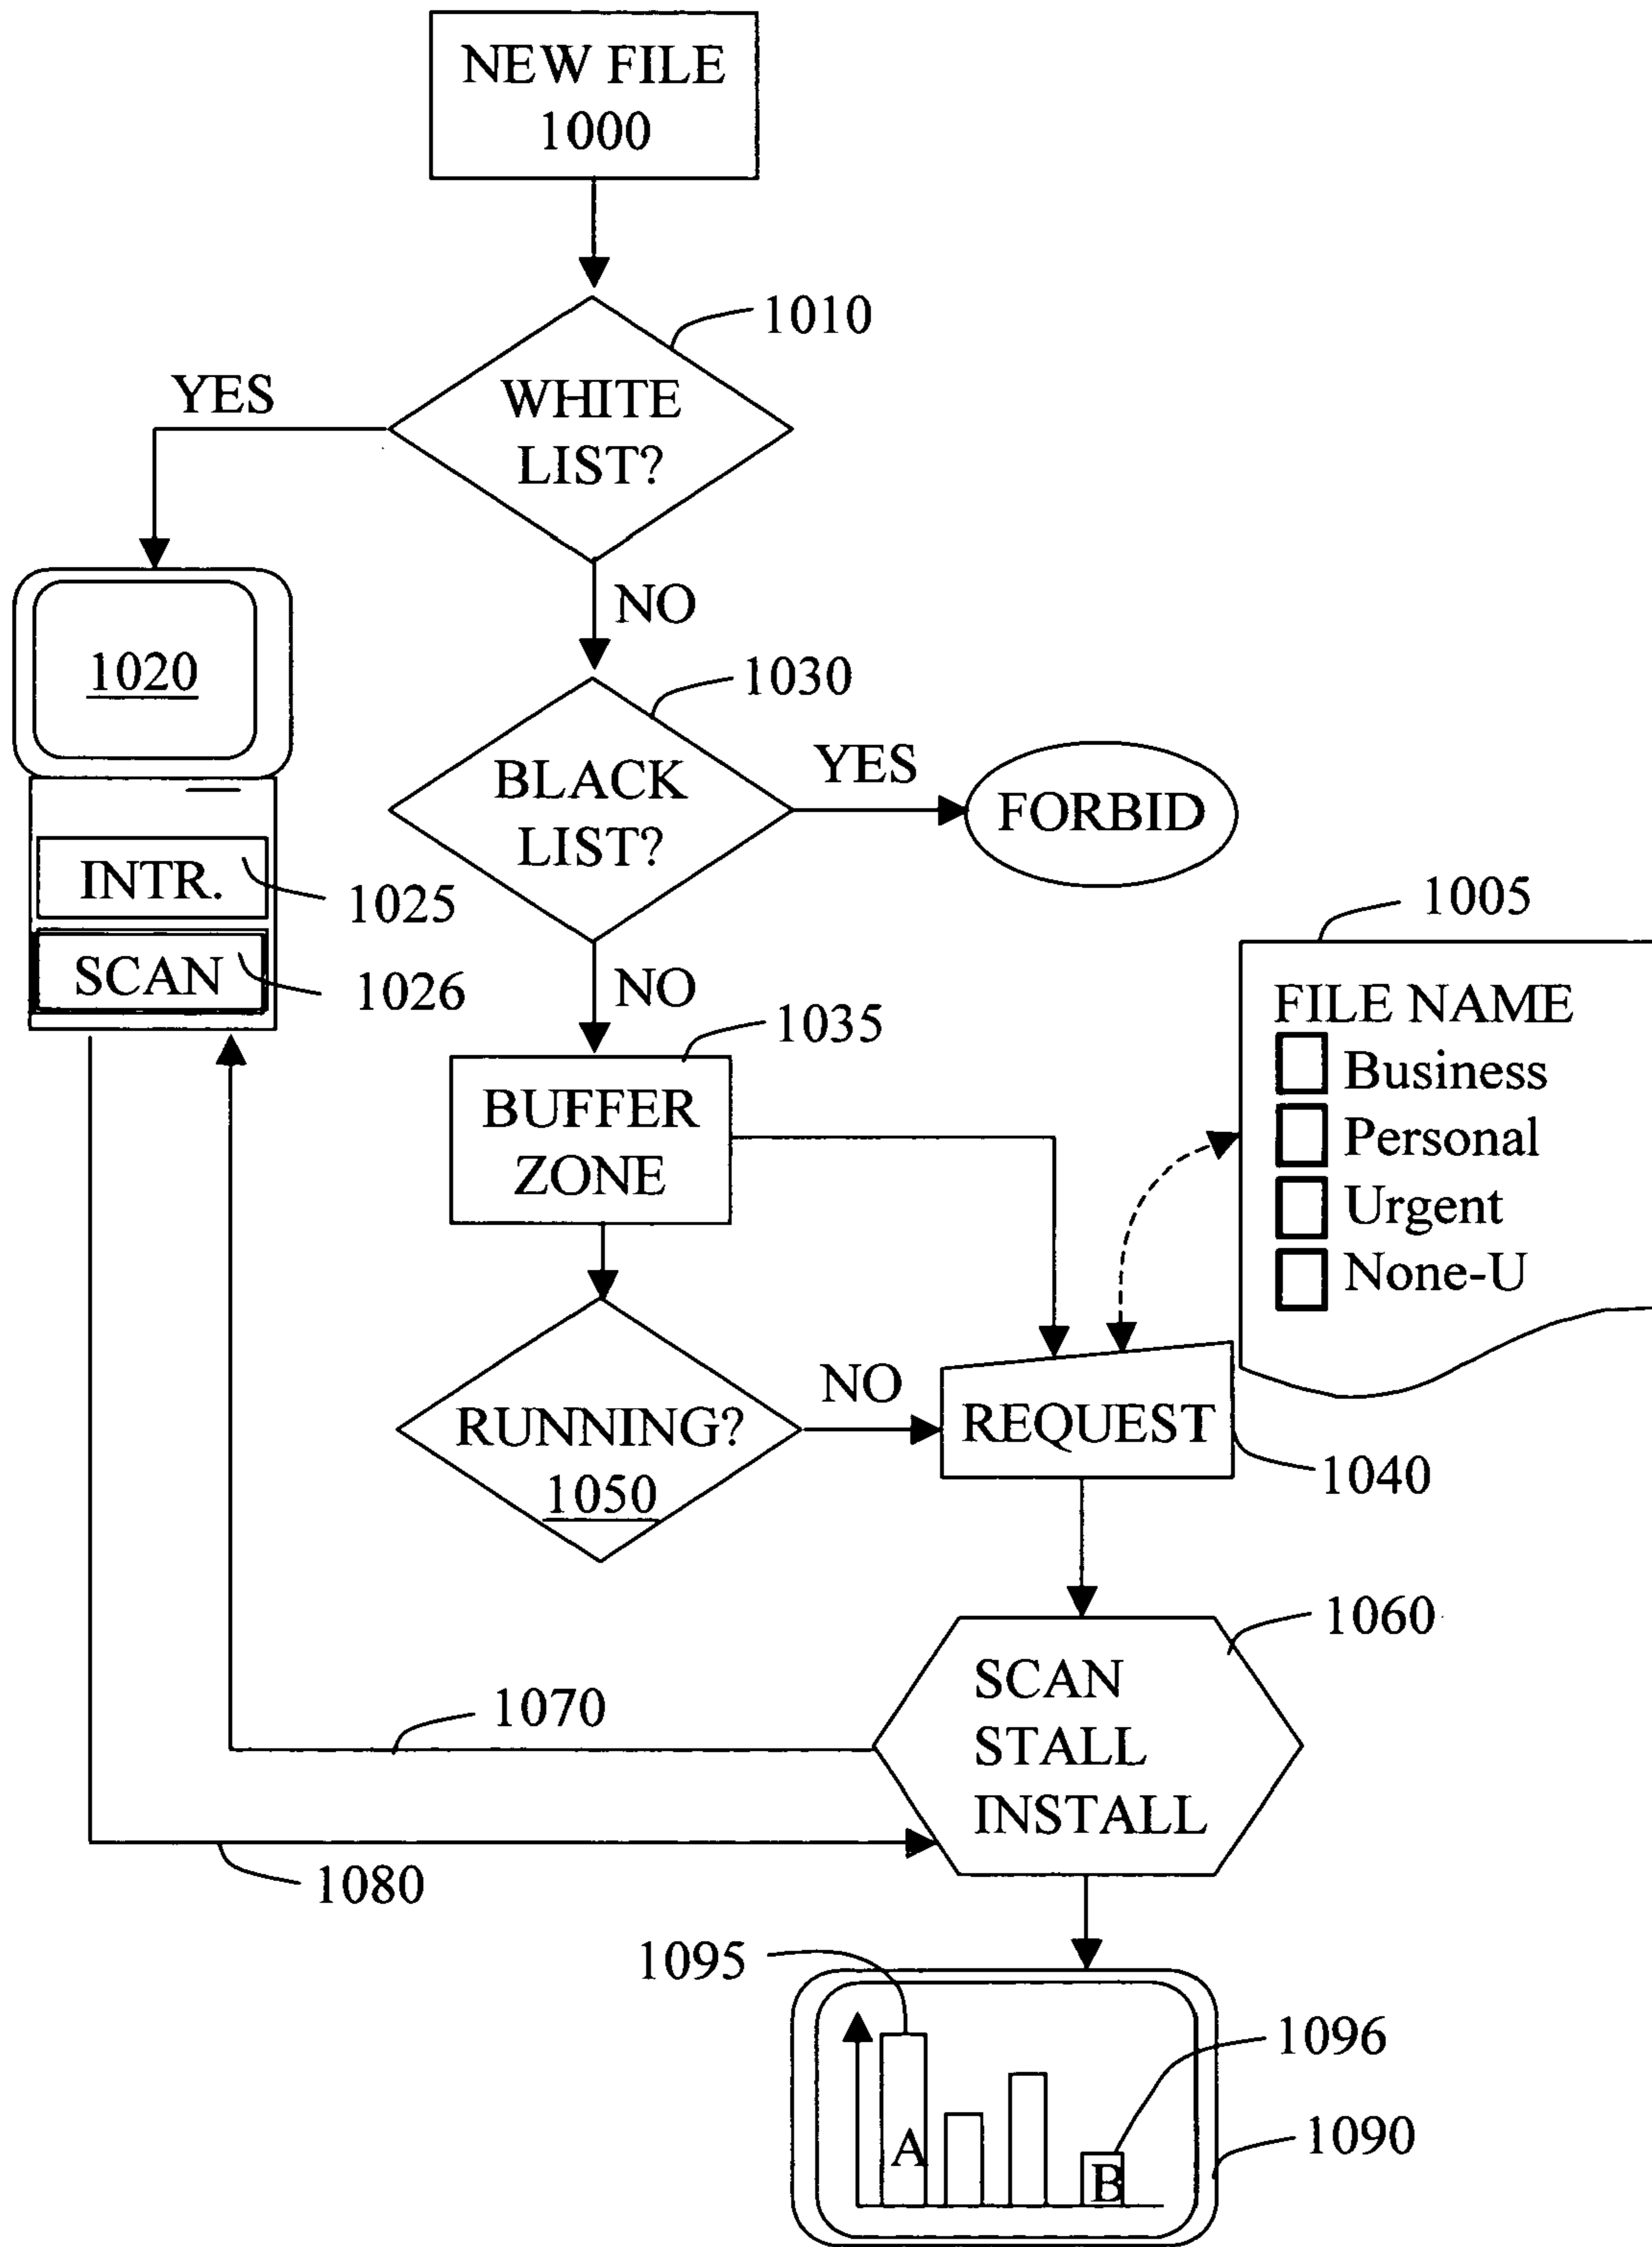 NEW FILE
1000
1010
YES
WHITE
LIST?
NO
1020
1030
BLACK
LIST?
YES
FORBID
INTR.
1025
SCAN
1026
NO
1005
FILE NAME
Business
Personal
Urgent
None-U
1035
BUFFER
ZONE
RUNNING?
1050
NO
REQUEST
1040
1060
SCAN
STALL
INSTALL
1070
1080
1095
1096
A
B
1090